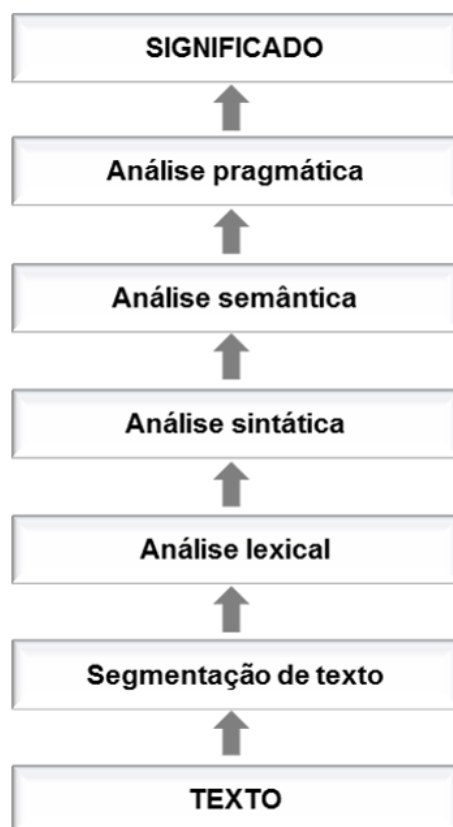 SIGNIFICADO
Análise pragmática
Análise semântica
Análise sintática
Análise lexical
Segmentação de texto
TEXTO